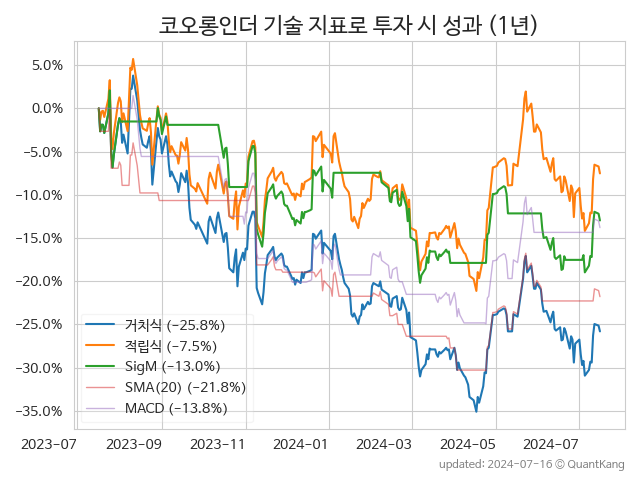 코오롱인더 기술 지표로 투자 시 성과 (1년)
5.0%
0.0%
−5.0%
−10.0%
−15.0%
−20.0%
−25.0%
−30.0%
−35.0%
거치식 (−25.8%)
적립식 (−7.5%)
SigM (−13.0%)
SMA(20) (−21.8%)
MACD (−13.8%)
2023−07 2023−09 2023−11 2024−01 2024−03 2024−05 2024−07
updated: 2024−07−16 © QuantKang